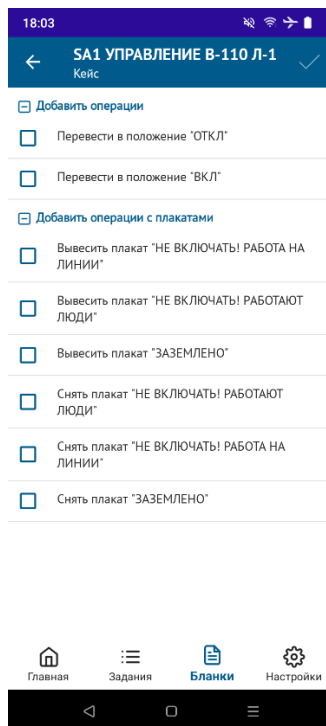 18:03
SA1 УПРАВЛЕНИЕ В-110 Л-1
Кейс
Добавить операции
Перевести в положение "ОТКЛ"
Перевести в положение "ВКЛ"
Добавить операции с плакатами
Вывесить плакат "НЕ ВКЛЮЧАТЬ! РАБОТА НА
ЛИНИИ"
Вывесить плакат "НЕ ВКЛЮЧАТЬ! РАБОТАЮТ
ЛЮДИ"
Вывесить плакат "ЗАЗЕМЛЕНО"
Снять плакат "НЕ ВКЛЮЧАТЬ! РАБОТАЮТ
ЛЮДИ"
Снять плакат "НЕ ВКЛЮЧАТЬ! РАБОТА НА
ЛИНИИ"
Снять плакат "ЗАЗЕМЛЕНО"
Главная Задания Бланки Настройки